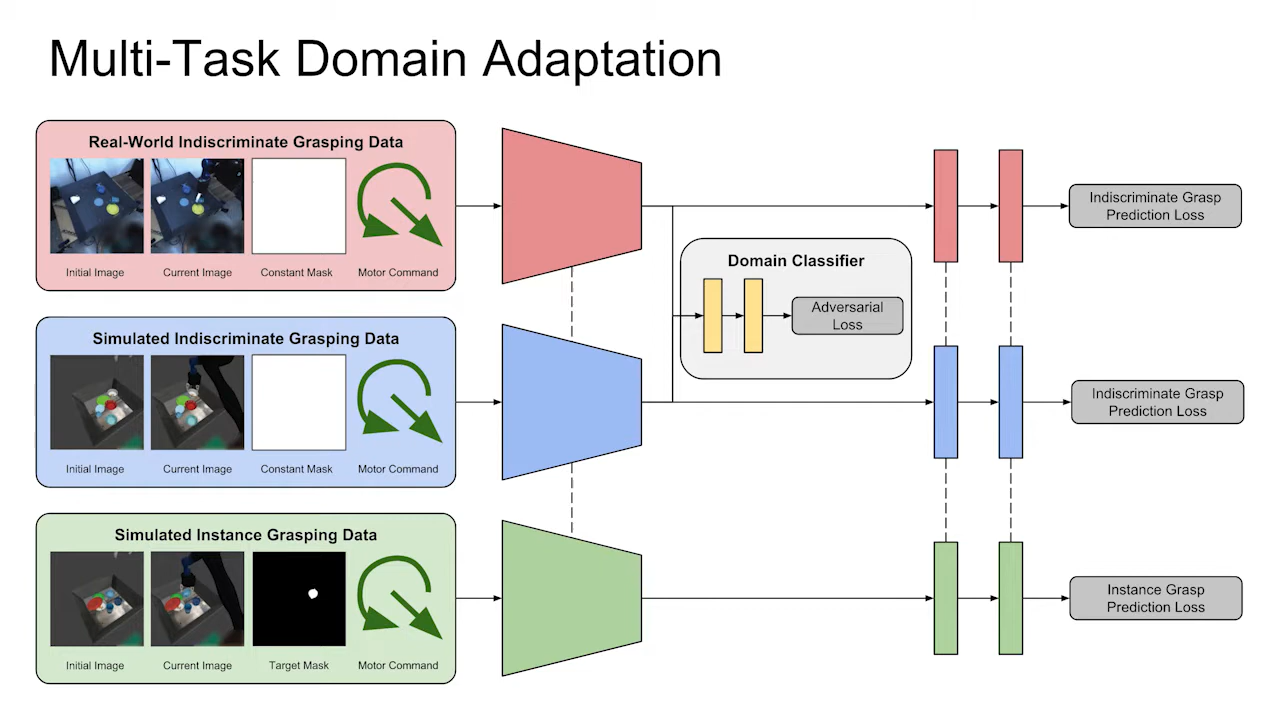 Multi-Task Domain Adaptation
Real-World Indiscriminate Grasping Data
Initial Image
Current Image
Constant Mask
Motor Command
Simulated Indiscriminate Grasping Data
Initial Image
Current Image
Constant Mask
Motor Command
Simulated Instance Grasping Data
Initial Image
Current Image
Target Mask
Motor Command
Domain Classifier
Adversarial
Loss
Indiscriminate Grasp
Prediction Loss
Indiscriminate Grasp
Prediction Loss
Instance Grasp
Prediction Loss